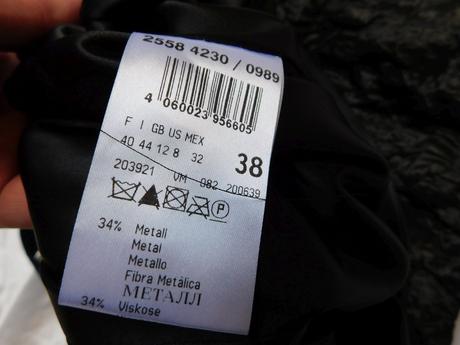 2558 4230 / 0989
4 060023 956605
F I GB US MEX
40 44 12 8 32
38
203921 VM 082 200639
P
34% Metall
Metal
Metallo
Fibra Metálica
МЕТАЛЛ
34% Viskose